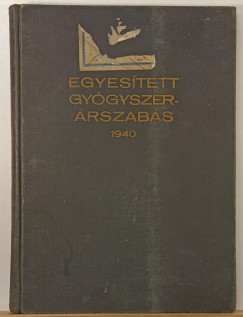 EGYESÍTETT
GYÓGYSZER-
ÁRSZABÁS
1940